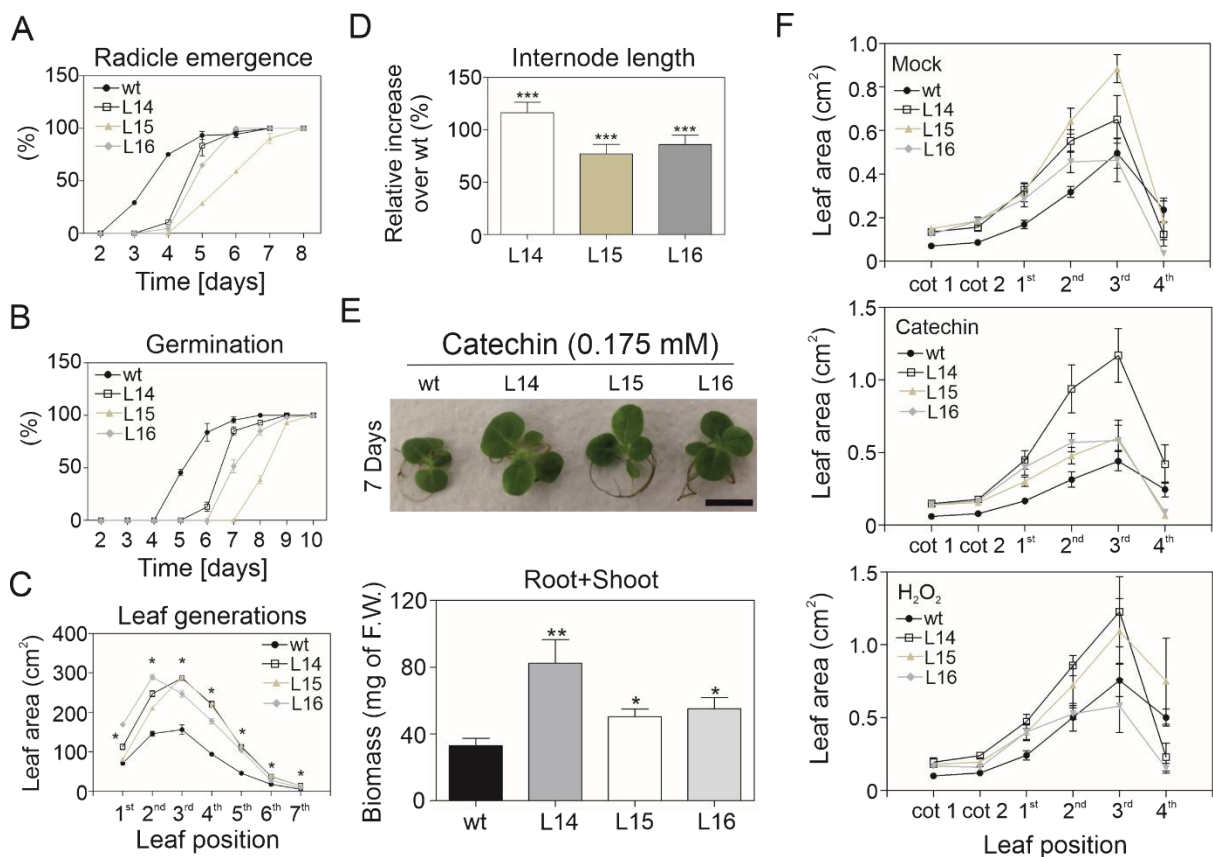 A
Radicle emergence
150
100
50
0
(%)
wt
L14
L15
L16
2 3 4 5 6 7 8
Time [days]
B
Germination
150
100
50
0
(%)
wt
L14
L15
L16
2 3 4 5 6 7 8 9 10
Time [days]
C
Leaf generations
400
300
200
100
0
Leaf area (cm²)
wt
L14
L15
L16
* * * * * * *
1st 2nd 3rd 4th 5th 6th 7th
Leaf position
D
Internode length
150
100
50
0
Relative increase
over wt (%)
*** *** ***
L14 L15 L16
E
Catechin (0.175 mM)
wt L14 L15 L16
7 Days
Root+Shoot
120
80
40
0
Biomass (mg of F.W.)
** * *
wt L14 L15 L16
F
Mock
wt
L14
L15
L16
1.0
0.8
0.6
0.4
0.2
0
Leaf area (cm²)
cot 1 cot 2 1st 2nd 3rd 4th
Catechin
wt
L14
L15
L16
1.5
1.0
0.5
0
Leaf area (cm²)
cot 1 cot 2 1st 2nd 3rd 4th
H₂O₂
wt
L14
L15
L16
1.5
1.0
0.5
0
Leaf area (cm²)
cot 1 cot 2 1st 2nd 3rd 4th
Leaf position